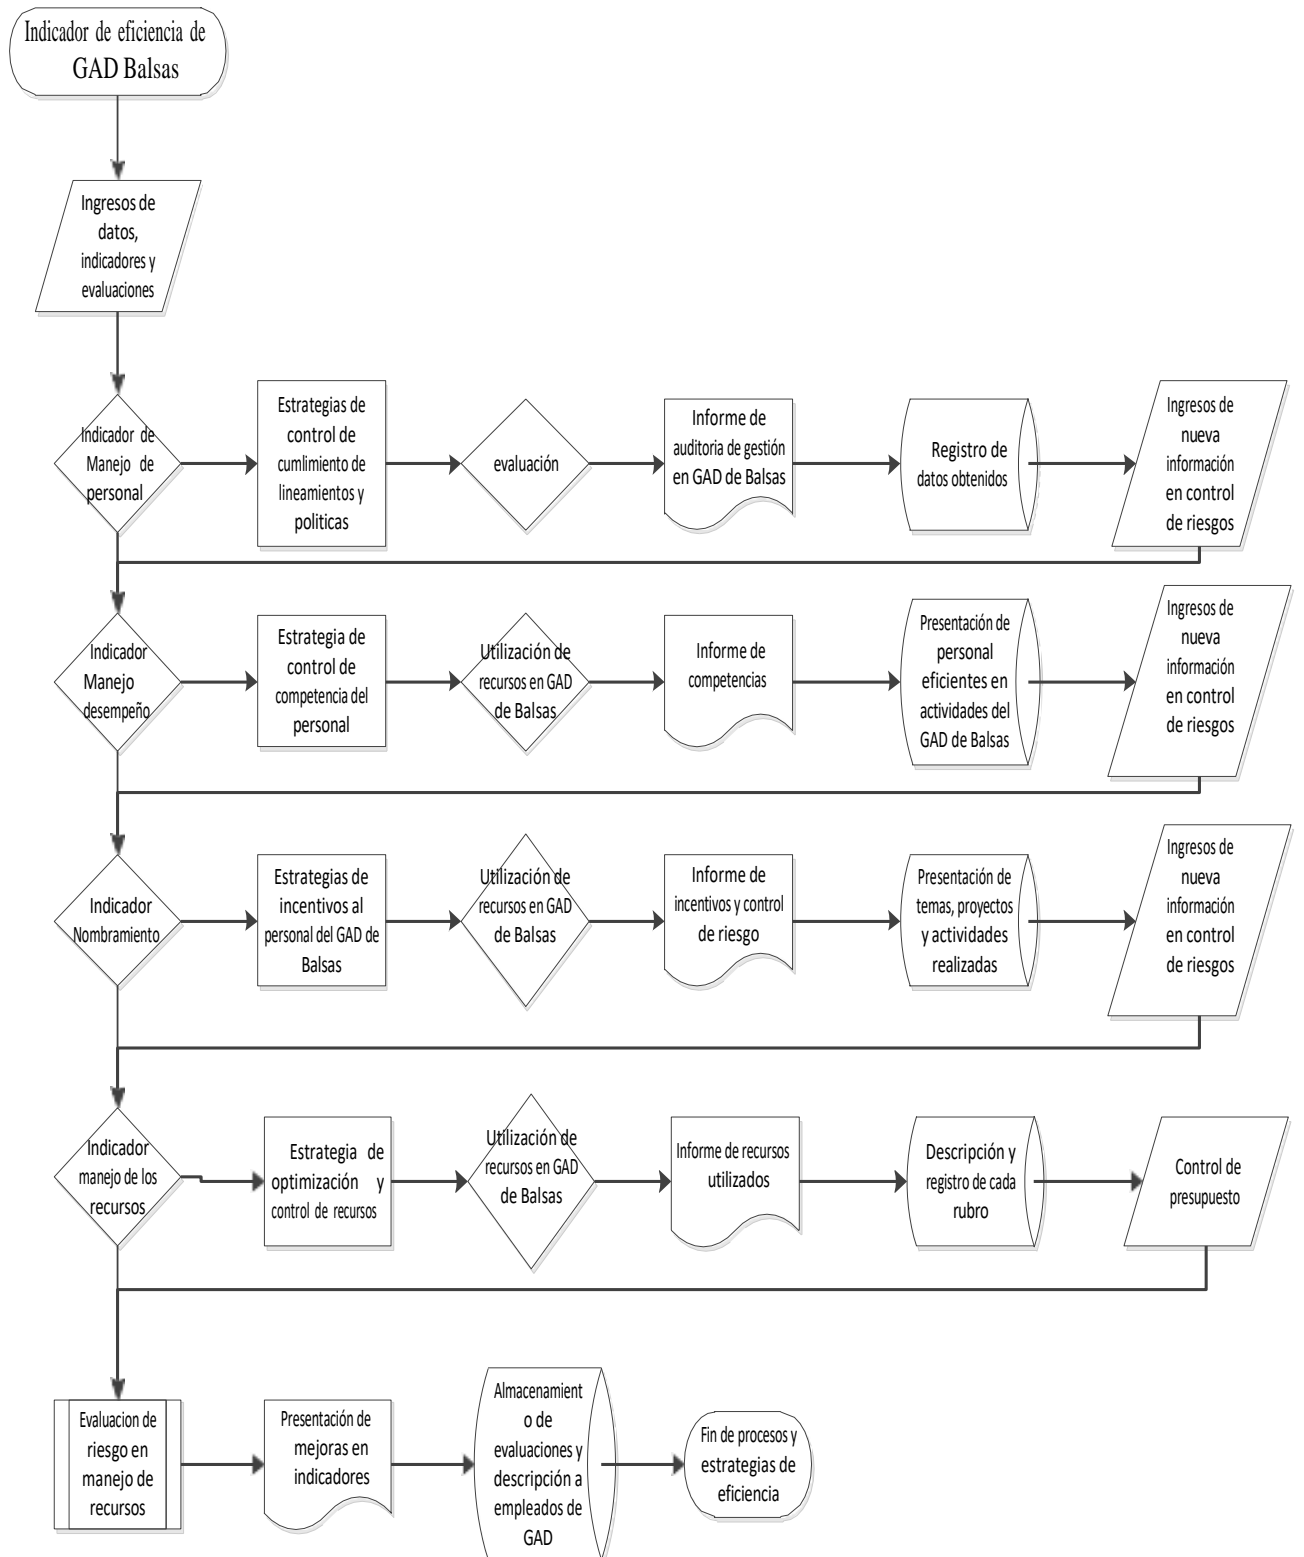 Indicador de eficiencia de
GAD Balsas
Ingresos de
datos,
indicadores y
evaluaciones
Indicador de
Manejo de
personal
Estrategias de
control de
cumlimiento de
lineamientos y
politicas
evaluación
Informe de
auditoria de gestión
en GAD de Balsas
Registro de
datos obtenidos
Ingresos de
nueva
información
en control
de riesgos
Indicador
Manejo
desempeño
Estrategia de
control de
competencia del
personal
Utilización de
recursos en GAD
de Balsas
Informe de
competencias
Presentación de
personal
eficientes en
actividades del
GAD de Balsas
Ingresos de
nueva
información
en control
de riesgos
Indicador
Nombramiento
Estrategias de
incentivos al
personal del GAD de
Balsas
Utilización de
recursos en GAD
de Balsas
Informe de
incentivos y control
de riesgo
Presentación de
temas, proyectos
y actividades
realizadas
Ingresos de
nueva
información
en control
de riesgos
Indicador
manejo de los
recursos
Estrategia de
optimización y
control de recursos
Utilización de
recursos en GAD
de Balsas
Informe de recursos
utilizados
Descripción y
registro de cada
rubro
Control de
presupuesto
Evaluacion de
riesgo en
manejo de
recursos
Presentación de
mejoras en
indicadores
Almacenamient
o de
evaluaciones y
descripción a
empleados de
GAD
Fin de procesos y
estrategias de
eficiencia